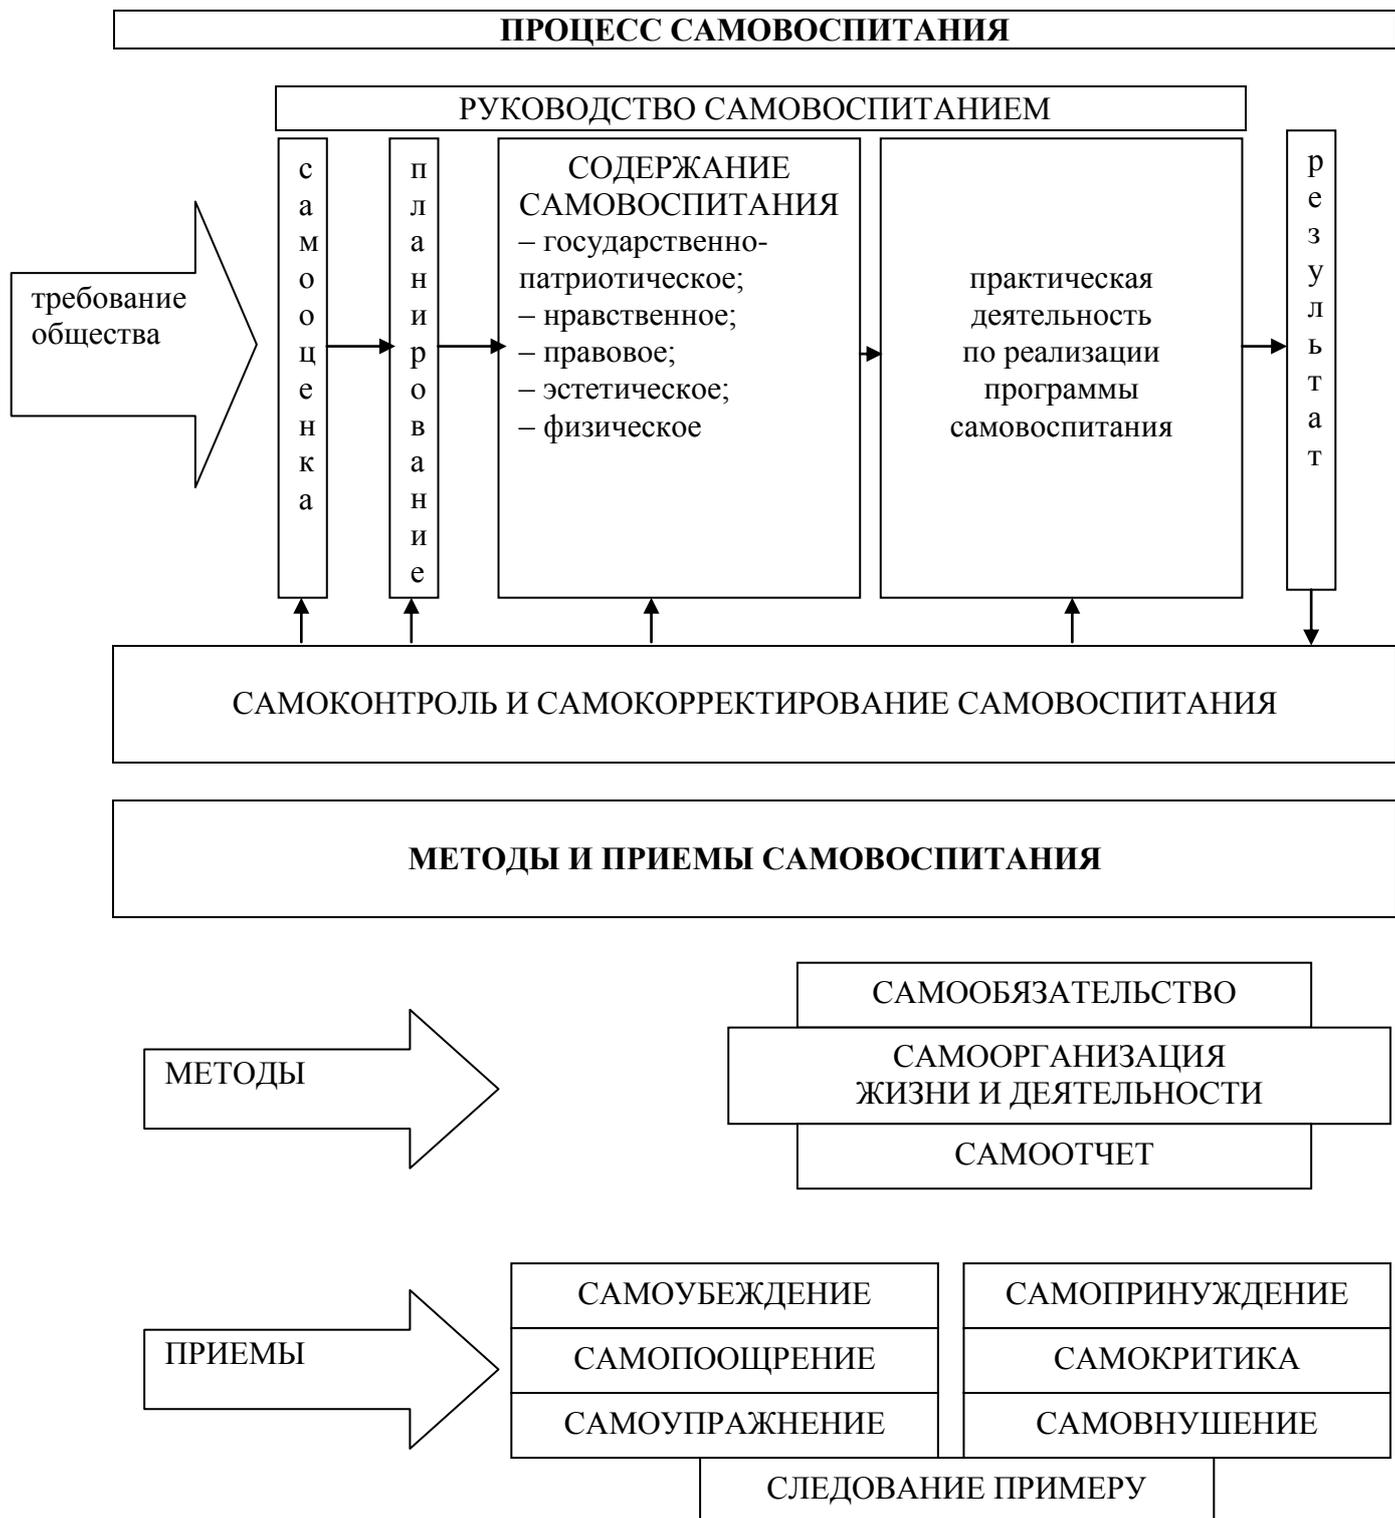 ПРОЦЕСС САМОВОСПИТАНИЯ
РУКОВОДСТВО САМОВОСПИТАНИЕМ
требование
общества
самооценка
планирование
СОДЕРЖАНИЕ
САМОВОСПИТАНИЯ
– государственно-
патриотическое;
– нравственное;
– правовое;
– эстетическое;
– физическое
практическая
деятельность
по реализации
программы
самовоспитания
результат
САМОКОНТРОЛЬ И САМОКОРРЕКТИРОВАНИЕ САМОВОСПИТАНИЯ
МЕТОДЫ И ПРИЕМЫ САМОВОСПИТАНИЯ
МЕТОДЫ
САМООБЯЗАТЕЛЬСТВО
САМООРГАНИЗАЦИЯ
ЖИЗНИ И ДЕЯТЕЛЬНОСТИ
САМООТЧЕТ
ПРИЕМЫ
САМОУБЕЖДЕНИЕ
САМОПРИНУЖДЕНИЕ
САМОПООЩРЕНИЕ
САМОКРИТИКА
САМОУПРАЖНЕНИЕ
САМОВНУШЕНИЕ
СЛЕДОВАНИЕ ПРИМЕРУ